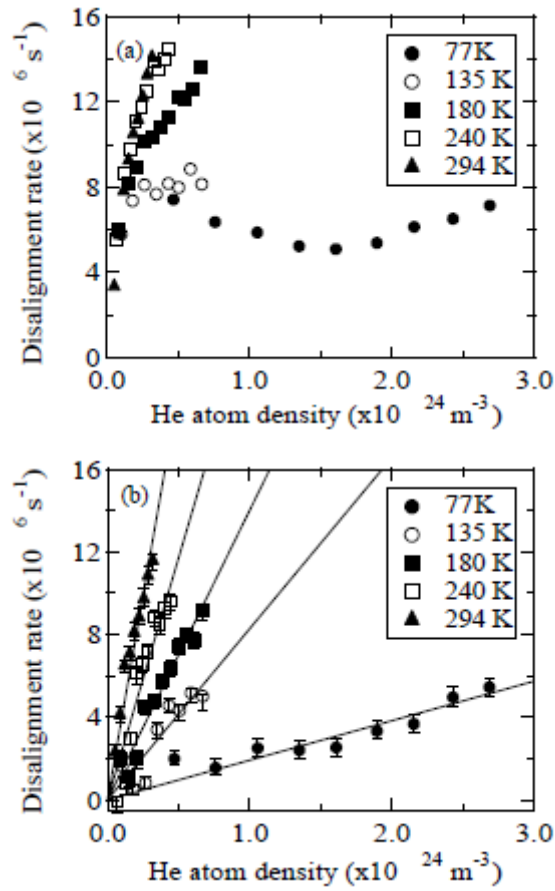 (a)
16
12
8
4
0
Disalignment rate (x10 6 s-1)
77K
135 K
180 K
240 K
294 K
0.0 1.0 2.0 3.0
He atom density (x10 24 m-3)
(b)
16
12
8
4
0
Disalignment rate (x10 6 s-1)
77K
135 K
180 K
240 K
294 K
0.0 1.0 2.0 3.0
He atom density (x10 24 m-3)